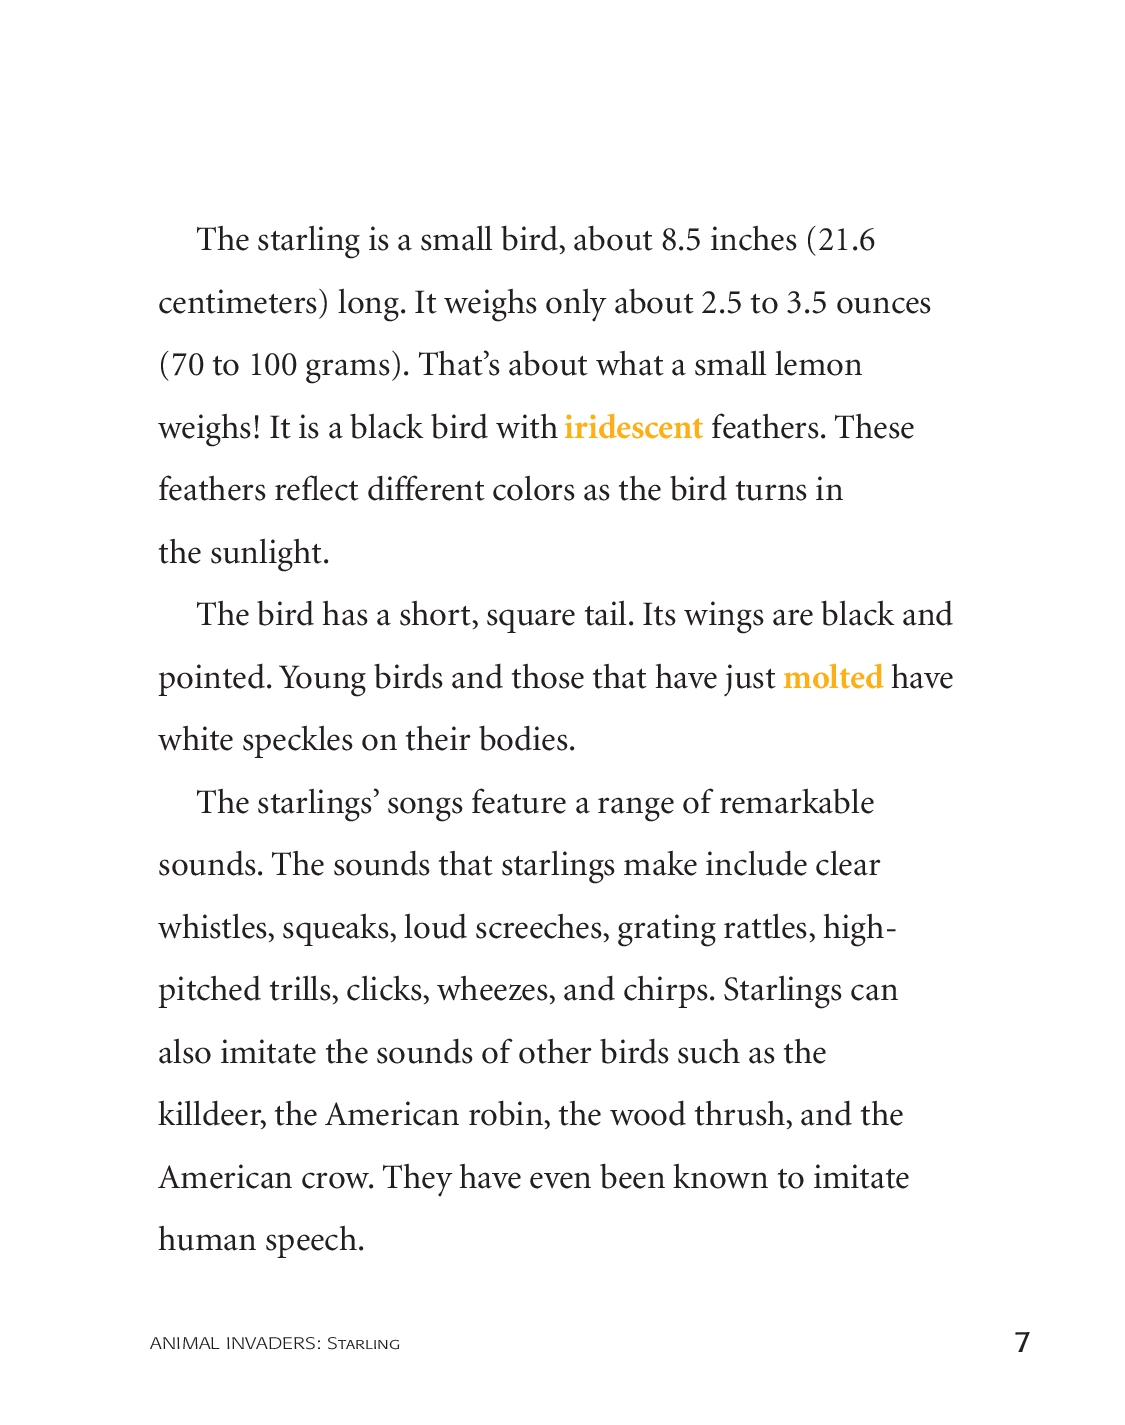 The starling is a small bird, about 8.5 inches (21.6
centimeters) long. It weighs only about 2.5 to 3.5 ounces
(70 to 100 grams). That’s about what a small lemon
weighs! It is a black bird with iridescent feathers. These
feathers reflect different colors as the bird turns in
the sunlight.
The bird has a short, square tail. Its wings are black and
pointed. Young birds and those that have just molted have
white speckles on their bodies.
The starlings’ songs feature a range of remarkable
sounds. The sounds that starlings make include clear
whistles, squeaks, loud screeches, grating rattles, high-
pitched trills, clicks, wheezes, and chirps. Starlings can
also imitate the sounds of other birds such as the
killdeer, the American robin, the wood thrush, and the
American crow. They have even been known to imitate
human speech.
ANIMAL INVADERS: Starling 7